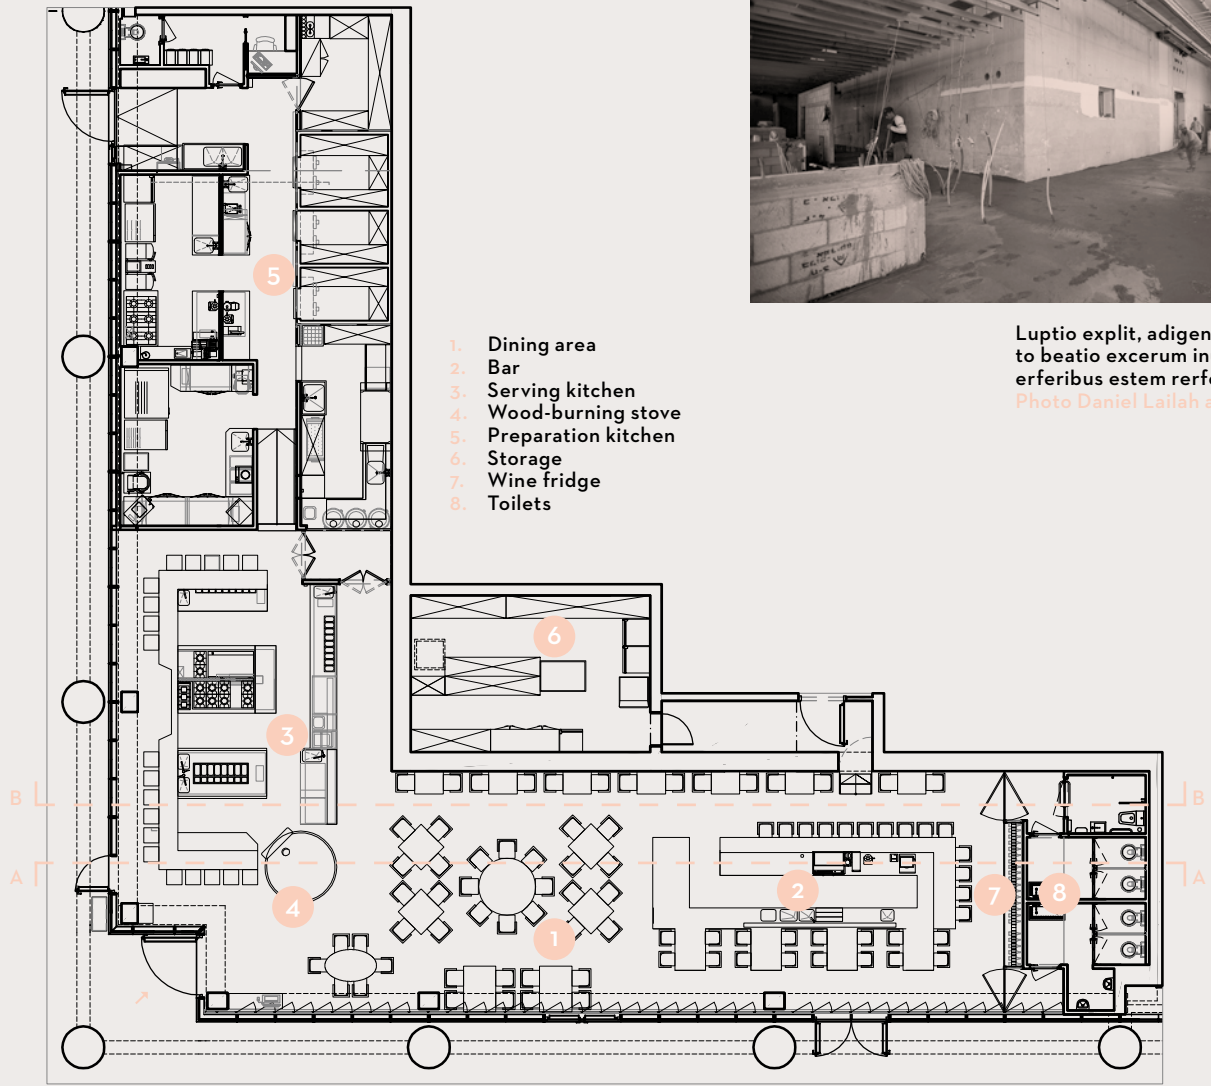 5
1. Dining area
2. Bar
3. Serving kitchen
4. Wood-burning stove
5. Preparation kitchen
6. Storage
7. Wine fridge
8. Toilets
Luptio explit, adigen
to beatio excerum in
erferibus estem rerf
Photo Daniel Lailah a
6
3
B
B
A
A
2
7
8
4
1